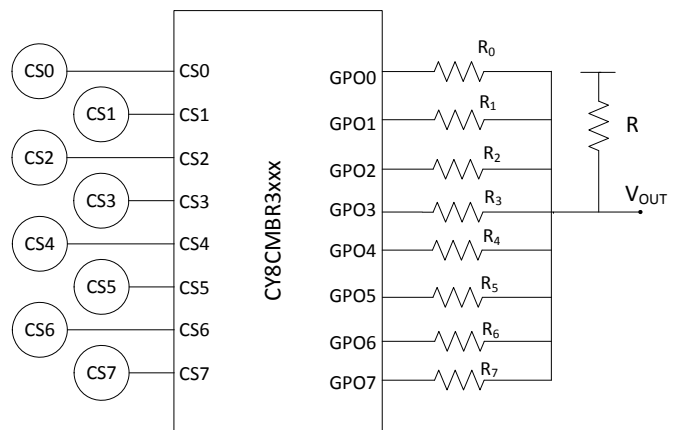 CS0
CS1
CS2
CS3
CS4
CS5
CS6
CS7
CS0
CS1
CS2
CS3
CS4
CS5
CS6
CS7
CY8CMBR3xxx
GPO0
GPO1
GPO2
GPO3
GPO4
GPO5
GPO6
GPO7
R0
R1
R2
R3
R4
R5
R6
R7
R
VOUT